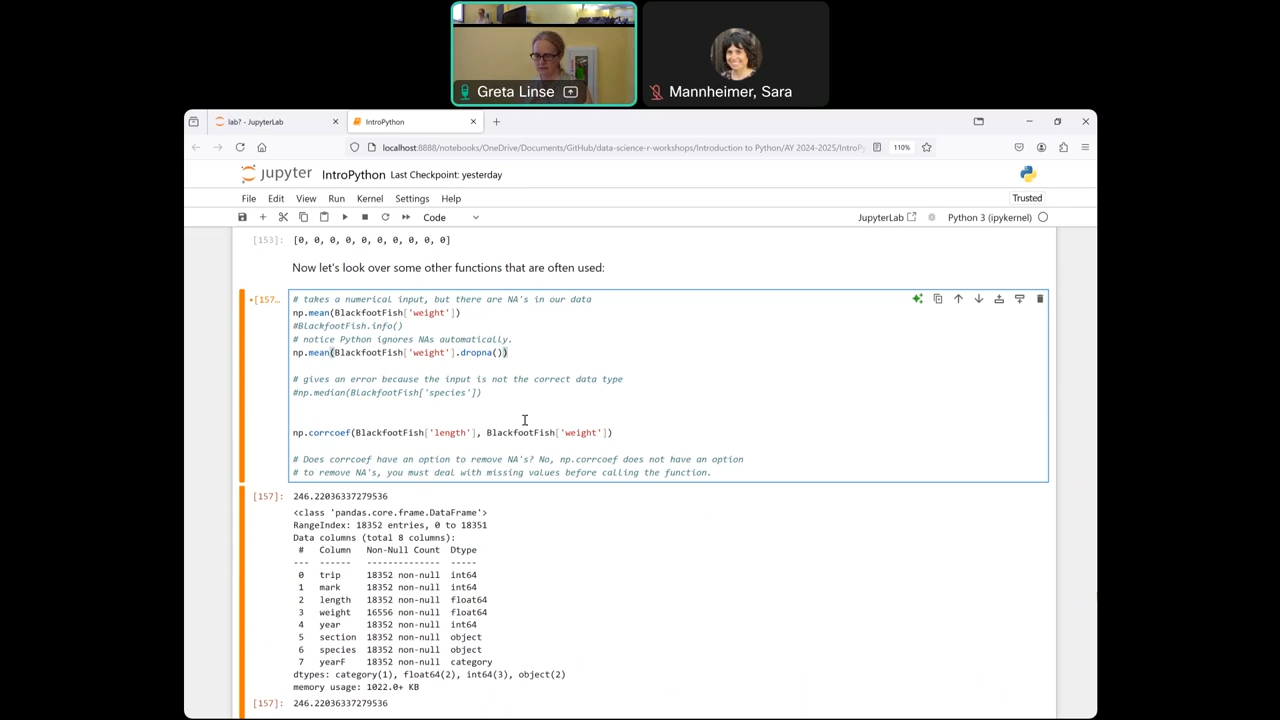 Greta Linse
Mannheimer, Sara
lab? - JupyterLab
IntroPython
localhost:8888/notebooks/OneDrive/Documents/GitHub/data-science-r-workshops/Introduction to Python/AY 2024-2025/IntroPy
110%
jupyter IntroPython Last Checkpoint: yesterday
File Edit View Run Kernel Settings Help
Trusted
Code
JupyterLab
Python 3 (ipykernel)
[153]: [0, 0, 0, 0, 0, 0, 0, 0, 0, 0]
Now let's look over some other functions that are often used:
•[157...
# takes a numerical input, but there are NA's in our data
np.mean(BlackfootFish['weight'])
#BlackfootFish.info()
# notice Python ignores NAs automatically.
np.mean(BlackfootFish['weight'].dropna())
# gives an error because the input is not the correct data type
#np.median(BlackfootFish['species'])
np.corrcoef(BlackfootFish['length'], BlackfootFish['weight'])
# Does corrcoef have an option to remove NA's? No, np.corrcoef does not have an option
# to remove NA's, you must deal with missing values before calling the function.
[157]: 246.22036337279536
<class 'pandas.core.frame.DataFrame'>
RangeIndex: 18352 entries, 0 to 18351
Data columns (total 8 columns):
# Column Non-Null Count Dtype
--- ------ -------------- -----
0 trip 18352 non-null int64
1 mark 18352 non-null int64
2 length 18352 non-null float64
3 weight 16556 non-null float64
4 year 18352 non-null int64
5 section 18352 non-null object
6 species 18352 non-null object
7 yearF 18352 non-null category
dtypes: category(1), float64(2), int64(3), object(2)
memory usage: 1022.0+ KB
[157]: 246.22036337279536